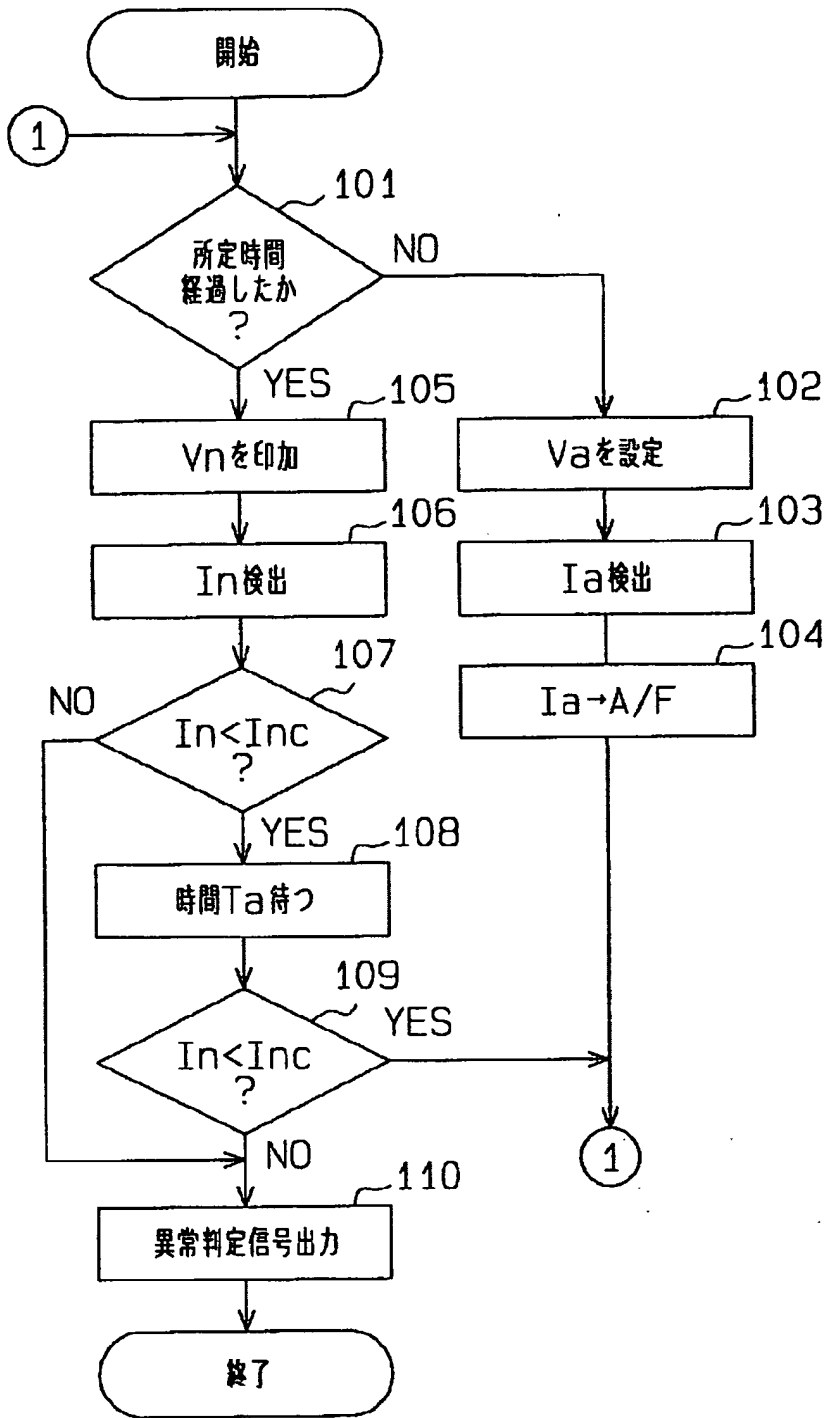 開始
1
101
所定時間
経過したか
?
NO
YES
105
Vnを印加
102
Vaを設定
106
In検出
103
Ia検出
104
Ia→A/F
107
NO
In<Inc
?
YES
108
時間Ta待つ
109
YES
In<Inc
?
NO
1
110
異常判定信号出力
終了